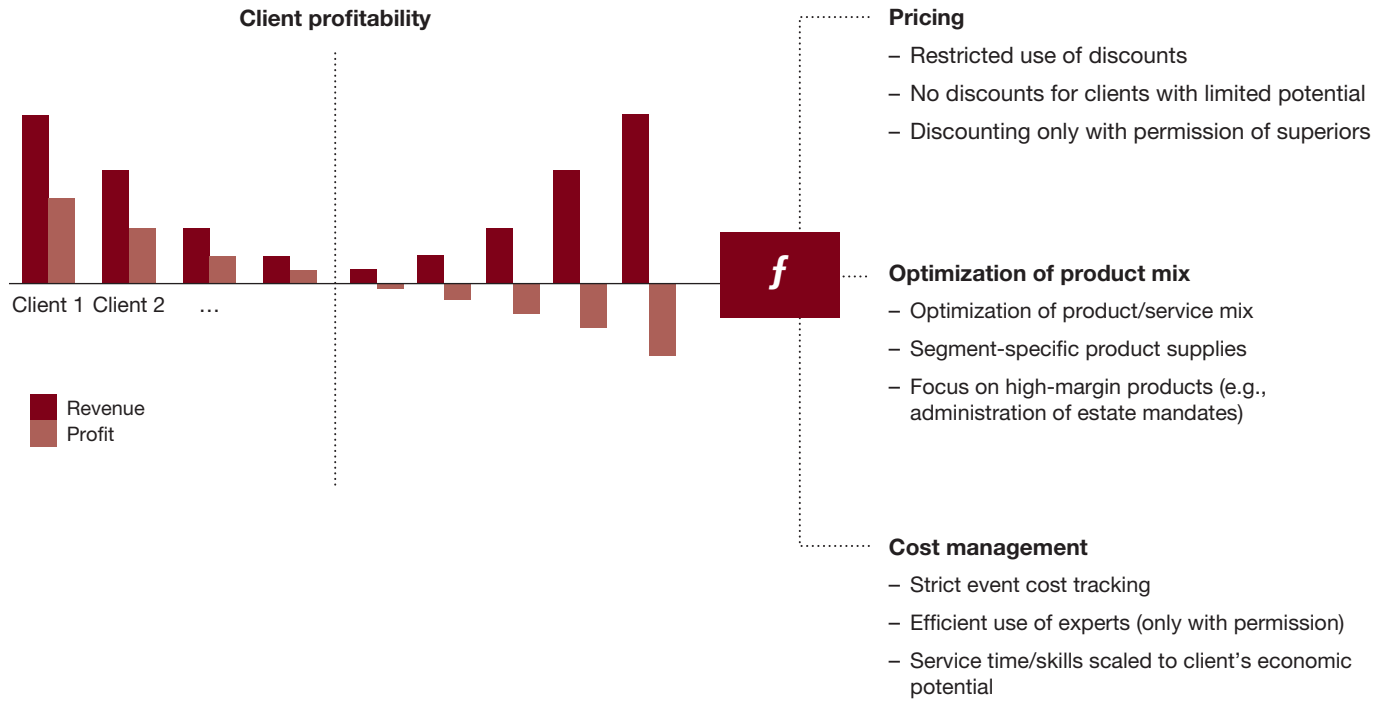 Client profitability
Client 1
Client 2
…
Revenue
Profit
ƒ
Pricing
– Restricted use of discounts
– No discounts for clients with limited potential
– Discounting only with permission of superiors
Optimization of product mix
– Optimization of product/service mix
– Segment-specific product supplies
– Focus on high-margin products (e.g.,
administration of estate mandates)
Cost management
– Strict event cost tracking
– Efficient use of experts (only with permission)
– Service time/skills scaled to client’s economic
potential